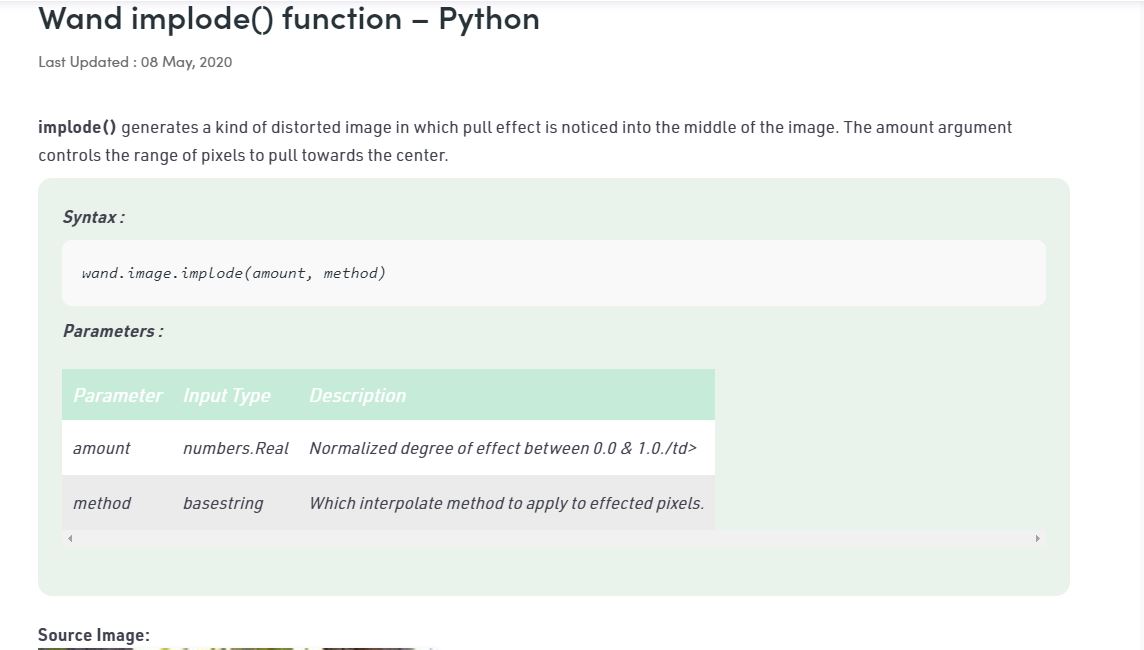 Wand implode() function – Python
Last Updated : 08 May, 2020
implode() generates a kind of distorted image in which pull effect is noticed into the middle of the image. The amount argument
controls the range of pixels to pull towards the center.
Syntax :
wand.image.implode(amount, method)
Parameters :
Parameter Input Type Description
amount numbers.Real Normalized degree of effect between 0.0 & 1.0./td>
method basestring Which interpolate method to apply to effected pixels.
Source Image: